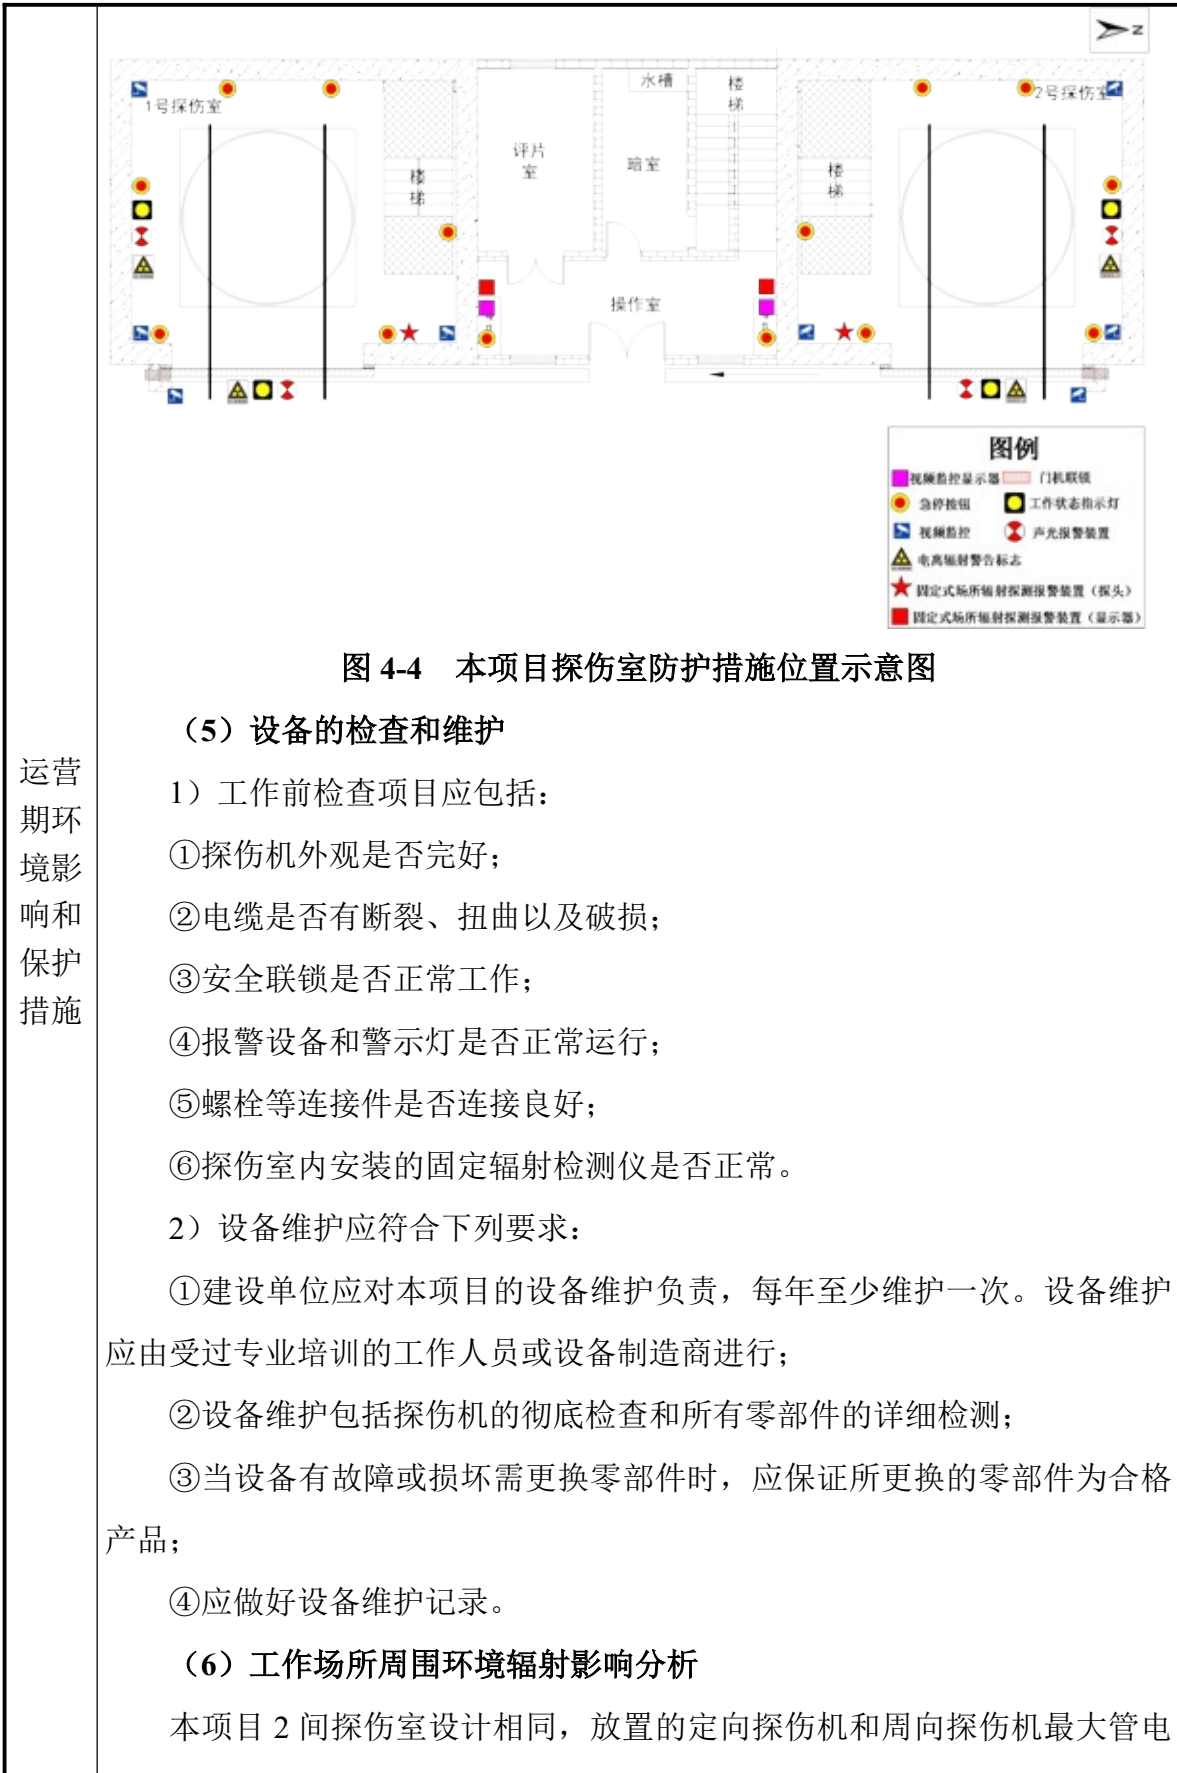 N
1号探伤室
水槽
楼梯
2号探伤室
评片室
暗室
楼梯
楼梯
操作室
图例
视频监控显示器
门机联锁
急停按钮
工作状态指示灯
视频监控
声光报警装置
电离辐射警告标志
固定式场所辐射探测报警装置（探头）
固定式场所辐射探测报警装置（显示器）
图 4-4 本项目探伤室防护措施位置示意图
运营
期环
境影
响和
保护
措施
（5）设备的检查和维护
1）工作前检查项目应包括：
①探伤机外观是否完好；
②电缆是否有断裂、扭曲以及破损；
③安全联锁是否正常工作；
④报警设备和警示灯是否正常运行；
⑤螺栓等连接件是否连接良好；
⑥探伤室内安装的固定辐射检测仪是否正常。
2）设备维护应符合下列要求：
①建设单位应对本项目的设备维护负责，每年至少维护一次。设备维护
应由受过专业培训的工作人员或设备制造商进行；
②设备维护包括探伤机的彻底检查和所有零部件的详细检测；
③当设备有故障或损坏需更换零部件时，应保证所更换的零部件为合格
产品；
④应做好设备维护记录。
（6）工作场所周围环境辐射影响分析
本项目 2 间探伤室设计相同，放置的定向探伤机和周向探伤机最大管电